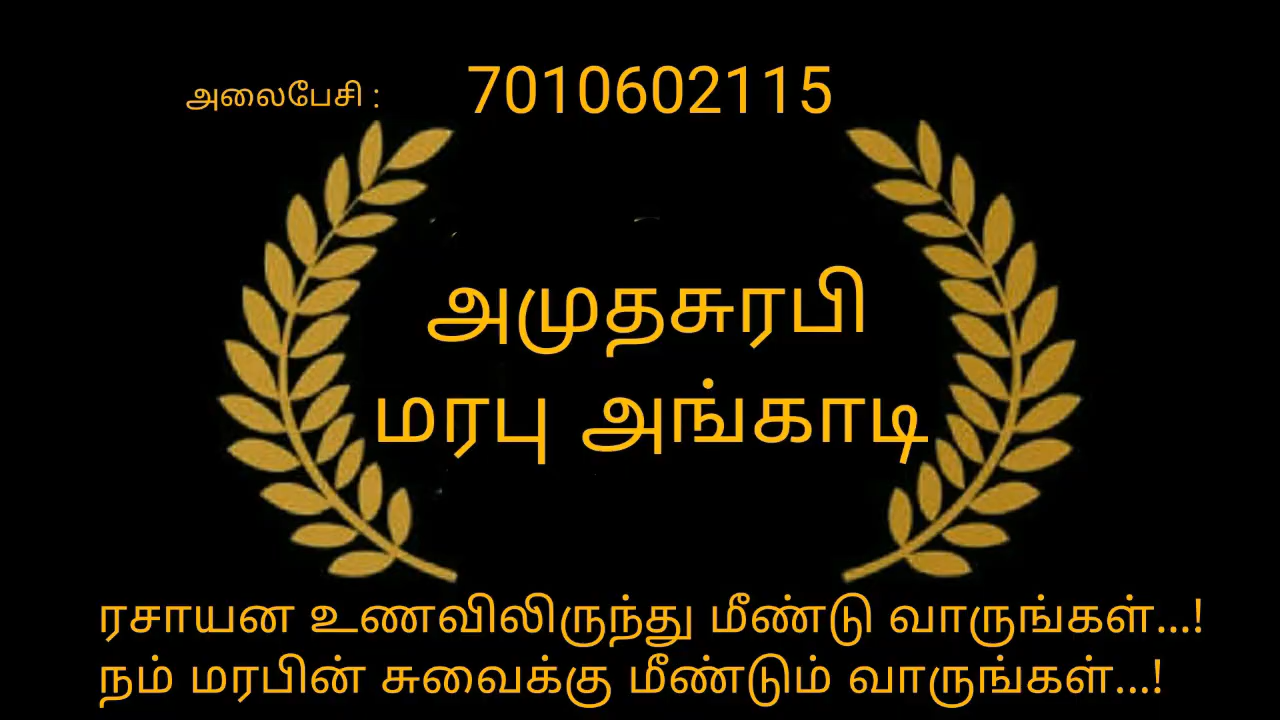 அலைபேசி : 7010602115
அமுதசுரபி
மரபு அங்காடி
ரசாயன உணவிலிருந்து மீண்டு வாருங்கள்...!
நம் மரபின் சுவைக்கு மீண்டும் வாருங்கள்...!